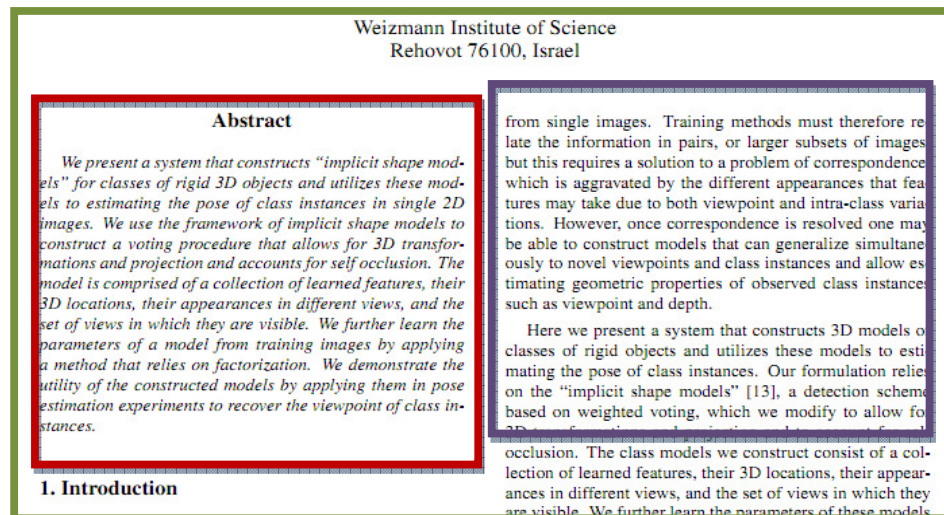 Weizmann Institute of Science
Rehovot 76100, Israel
Abstract
We present a system that constructs “implicit shape mod-
els” for classes of rigid 3D objects and utilizes these mod-
els to estimating the pose of class instances in single 2D
images. We use the framework of implicit shape models to
construct a voting procedure that allows for 3D transfor-
mations and projection and accounts for self occlusion. The
model is comprised of a collection of learned features, their
3D locations, their appearances in different views, and the
set of views in which they are visible. We further learn the
parameters of a model from training images by applying
a method that relies on factorization. We demonstrate the
utility of the constructed models by applying them in pose
estimation experiments to recover the viewpoint of class in-
stances.
1. Introduction
from single images. Training methods must therefore re
late the information in pairs, or larger subsets of images
but this requires a solution to a problem of correspondence
which is aggravated by the different appearances that fea
tures may take due to both viewpoint and intra-class varia
tions. However, once correspondence is resolved one may
be able to construct models that can generalize simultane
ously to novel viewpoints and class instances and allow es
timating geometric properties of observed class instances
such as viewpoint and depth.
Here we present a system that constructs 3D models o
classes of rigid objects and utilizes these models to esti
mating the pose of class instances. Our formulation relies
on the “implicit shape models” [13], a detection scheme
based on weighted voting, which we modify to allow fo
occlusion. The class models we construct consist of a col-
lection of learned features, their 3D locations, their appear-
ances in different views, and the set of views in which they
are visible. We further learn the parameters of these models